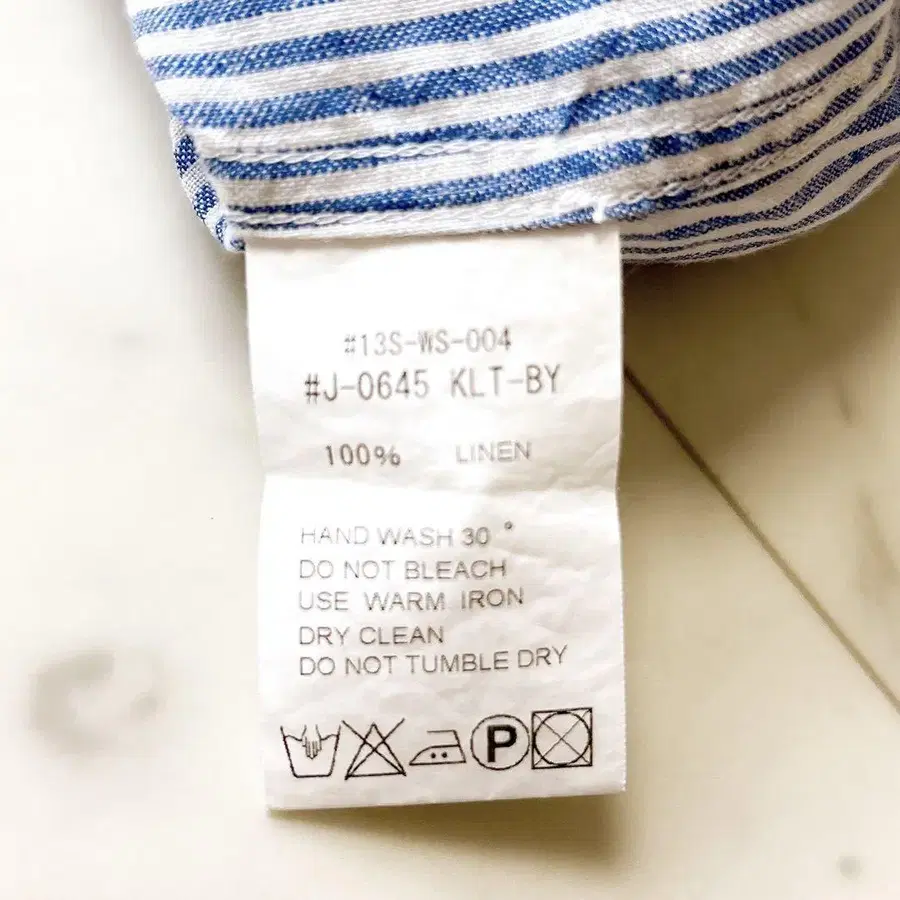 #13S-WS-004
#J-0645 KLT-BY
100% LINEN
HAND WASH 30°
DO NOT BLEACH
USE WARM IRON
DRY CLEAN
DO NOT TUMBLE DRY
P